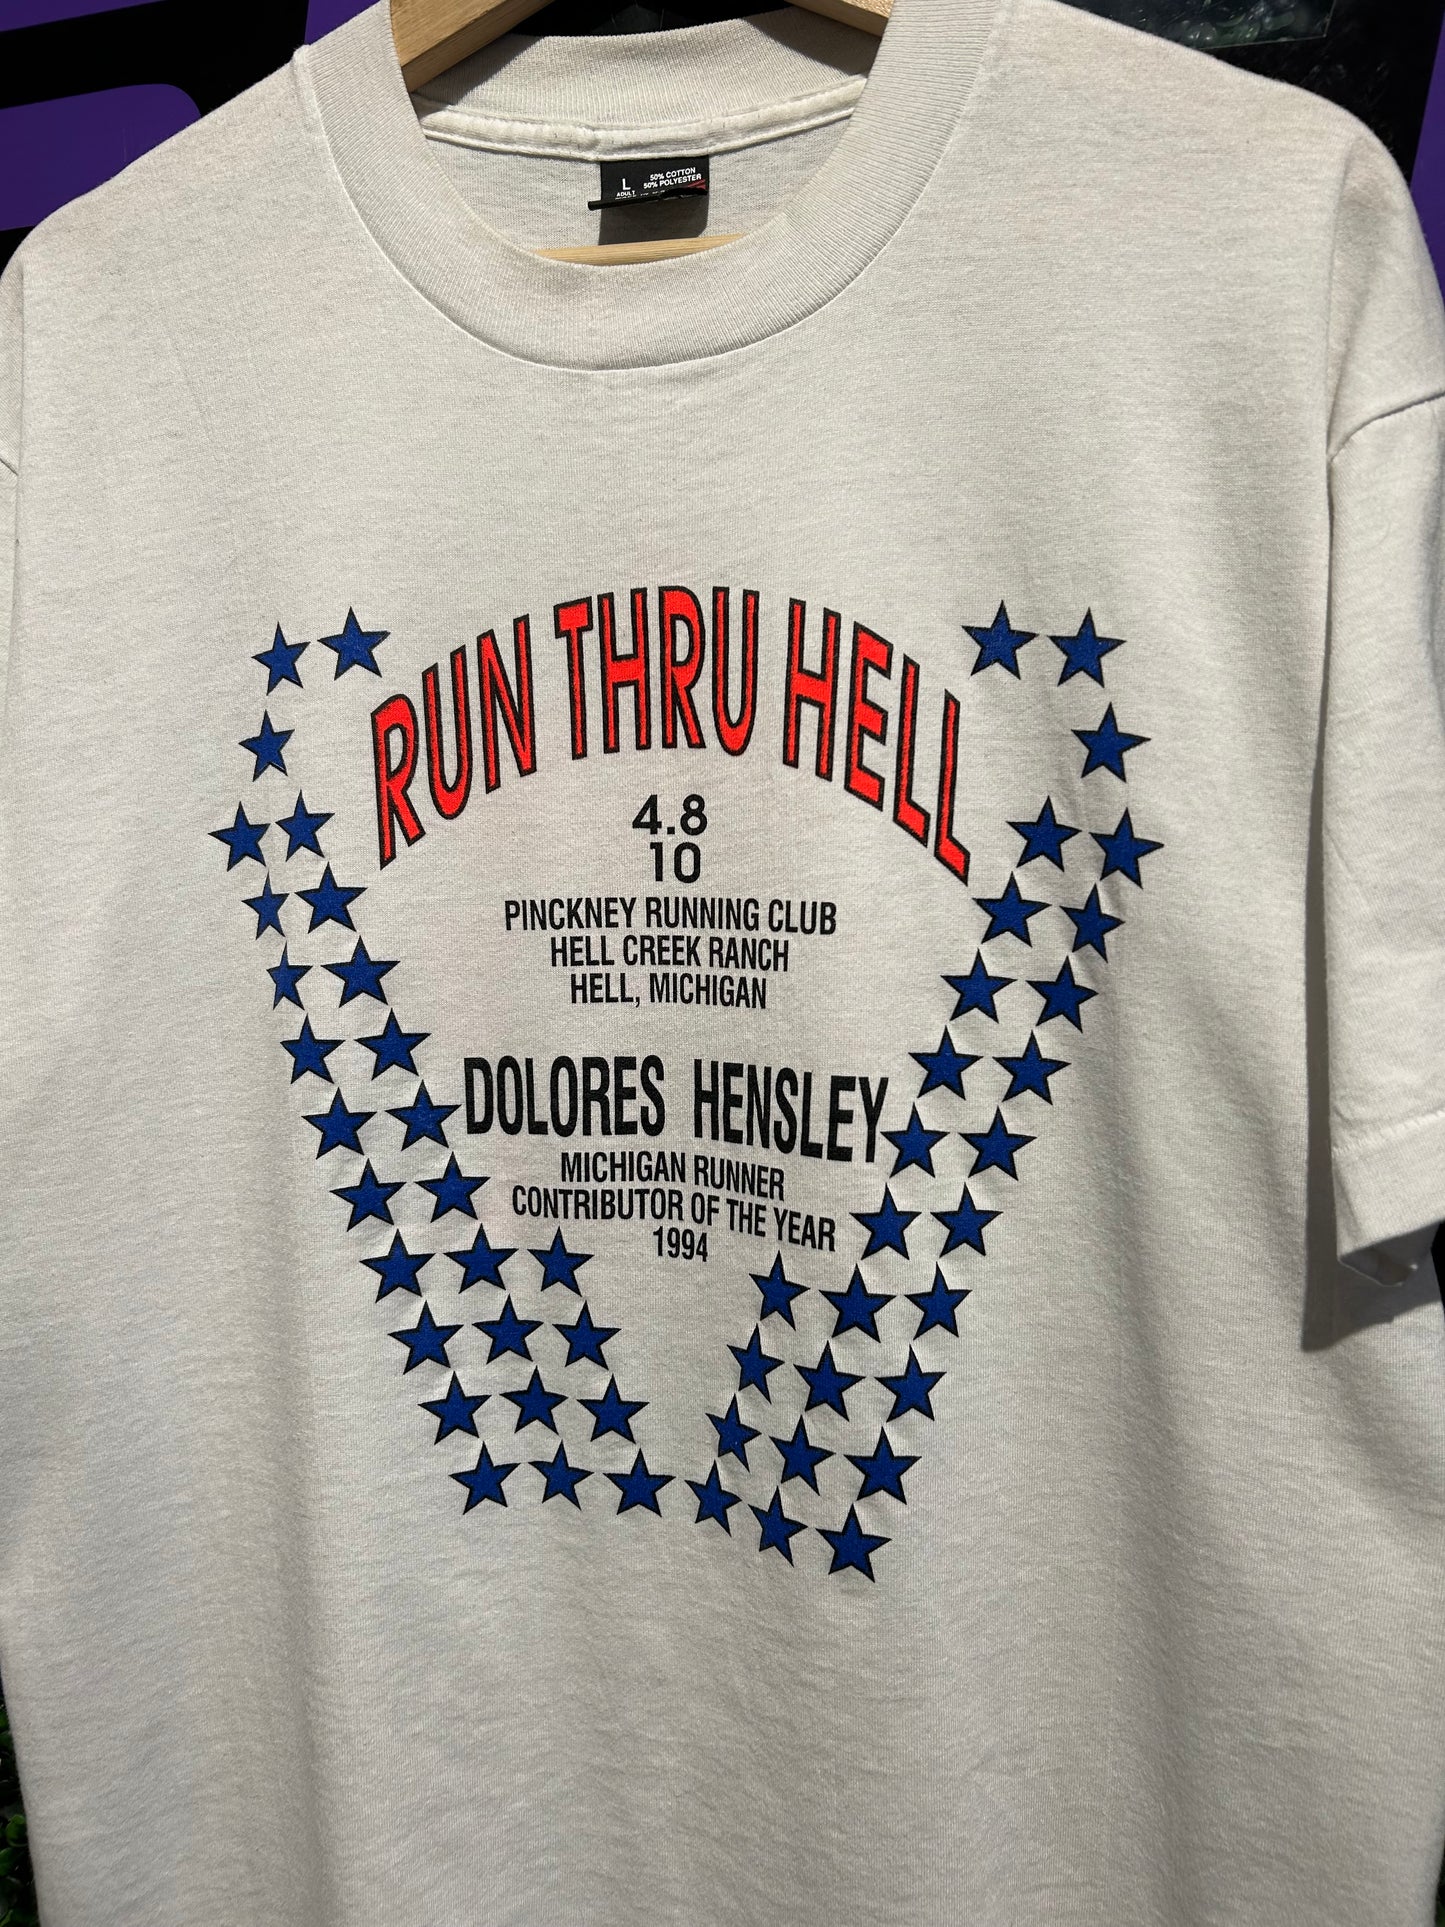 L
ADULT
50% COTTON
50% POLYESTER
RUN THRU HELL
4.8
10
PINCKNEY RUNNING CLUB
HELL CREEK RANCH
HELL, MICHIGAN
DOLORES HENSLEY
MICHIGAN RUNNER
CONTRIBUTOR OF THE YEAR
1994